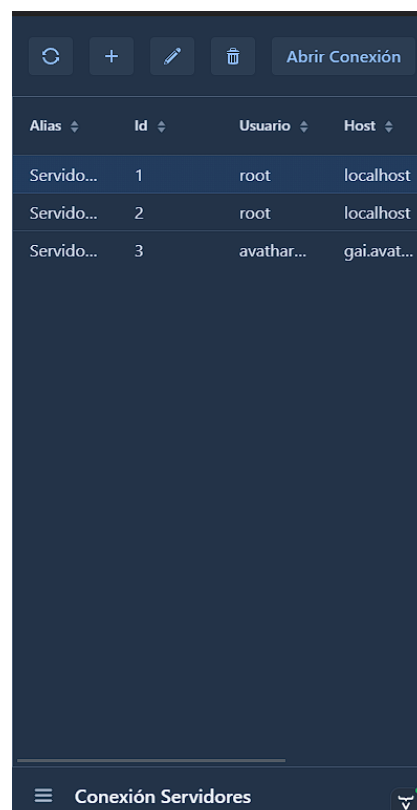 Abrir Conexión
Alias Id Usuario Host
Servido... 1 root localhost
Servido... 2 root localhost
Servido... 3 avathar... gai.avat...
Conexión Servidores